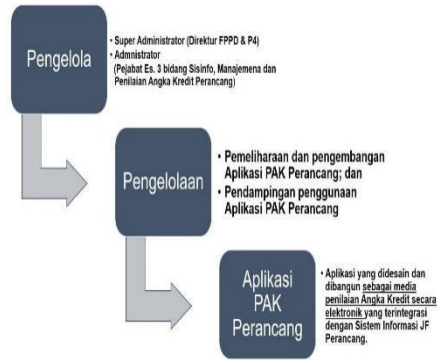 Pengelola
• Super Administrator (Direktur FPPD & P4)
• Admnistrator
(Pejabat Es. 3 bidang Sisinfo, Manajemena dan
Penilaian Angka Kredit Perancang)
Pengelolaan
• Pemeliharaan dan pengembangan
Aplikasi PAK Perancang; dan
• Pendampingan penggunaan
Aplikasi PAK Perancang
Aplikasi
PAK
Perancang
• Aplikasi yang didesain dan
dibangun sebagai media
penilaian Angka Kredit secara
elektronik yang terintegrasi
dengan Sistem Informasi JF
Perancang.